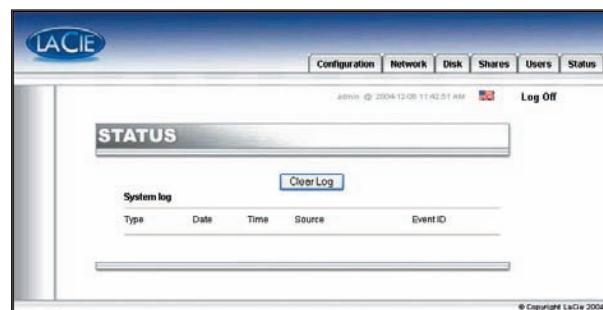 LACIE
Configuration Network Disk Shares Users Status
admin @ 2004-12-08 11:42:51 AM Log Off
STATUS
Clear Log
System log
Type Date Time Source Event ID
© Copyright LaCie 2004